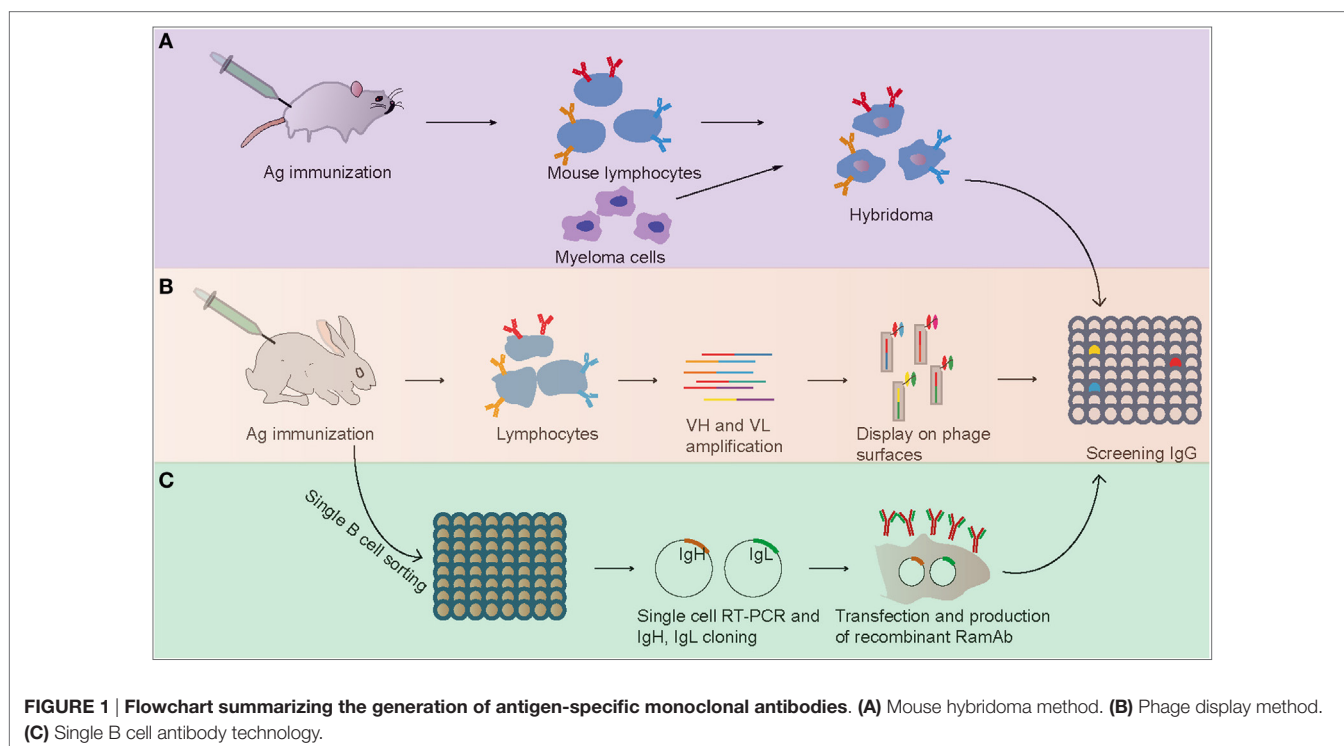 A
Ag immunization
Mouse lymphocytes
Myeloma cells
Hybridoma
B
Ag immunization
Lymphocytes
VH and VL
amplification
Display on phage
surfaces
Screening IgG
C
Single B cell sorting
IgH
IgL
Single cell RT-PCR and
IgH, IgL cloning
Transfection and production
of recombinant RamAb
FIGURE 1 | Flowchart summarizing the generation of antigen-specific monoclonal antibodies. (A) Mouse hybridoma method. (B) Phage display method.
(C) Single B cell antibody technology.